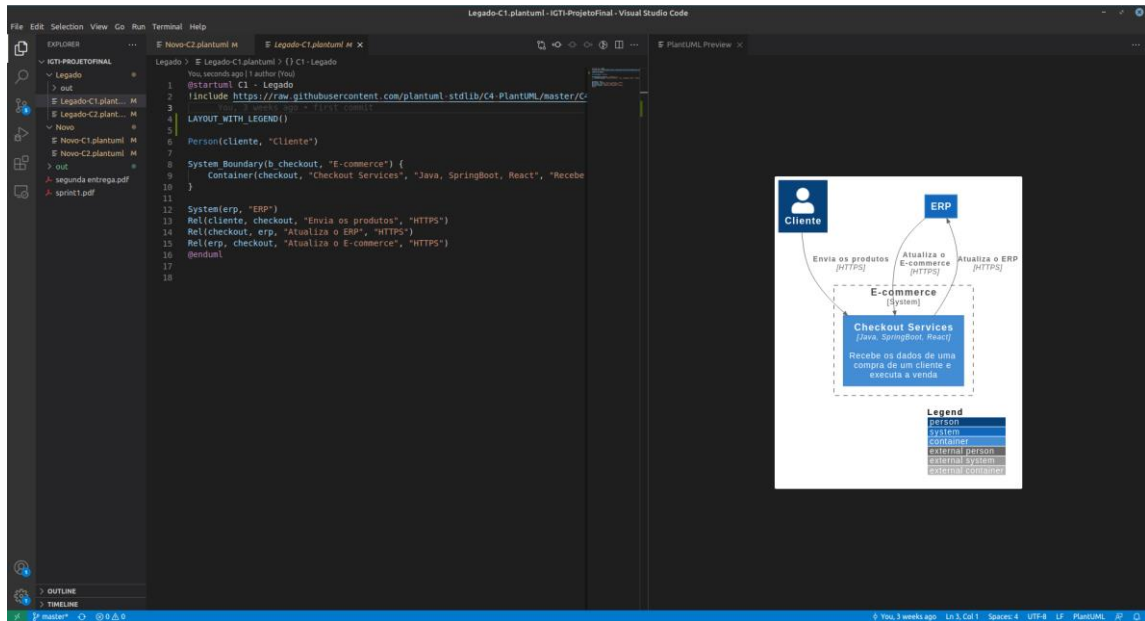 Legado-C1.plantuml - IGTI-ProjetoFinal - Visual Studio Code
File Edit Selection View Go Run Terminal Help
EXPLORER
IGTI-PROJETOFINAL
Legado
out
Legado-C1.plant... M
Legado-C2.plant... M
Novo
Novo-C1.plantuml M
Novo-C2.plantuml M
out
segunda entrega.pdf
sprint1.pdf
OUTLINE
TIMELINE
Novo-C2.plantuml M
Legado-C1.plantuml M
Legado > Legado-C1.plantuml > {} C1 - Legado
You, seconds ago | 1 author (You)
1 @startuml C1 - Legado
2 !include https://raw.githubusercontent.com/plantuml-stdlib/C4-PlantUML/master/C4
3 You, 3 weeks ago • first commit
4 LAYOUT_WITH_LEGEND()
5
6 Person(cliente, "Cliente")
7
8 System_Boundary(b_checkout, "E-commerce") {
9 Container(checkout, "Checkout Services", "Java, SpringBoot, React", "Recebe
10 }
11
12 System(erp, "ERP")
13 Rel(cliente, checkout, "Envia os produtos", "HTTPS")
14 Rel(checkout, erp, "Atualiza o ERP", "HTTPS")
15 Rel(erp, checkout, "Atualiza o E-commerce", "HTTPS")
16 @enduml
17
18
PlantUML Preview
Cliente
ERP
Envia os produtos
[HTTPS]
Atualiza o
E-commerce
[HTTPS]
Atualiza o ERP
[HTTPS]
E-commerce
[System]
Checkout Services
[Java, SpringBoot, React]
Recebe os dados de uma
compra de um cliente e
executa a venda
Legend
person
system
container
external person
external system
external container
master* 0 0 0
You, 3 weeks ago Ln 3, Col 1 Spaces: 4 UTF-8 LF PlantUML